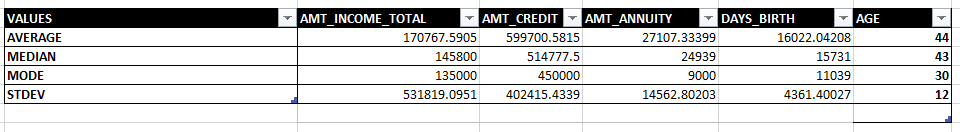 VALUES AMT_INCOME_TOTAL AMT_CREDIT AMT_ANNUITY DAYS_BIRTH AGE
AVERAGE 170767.5905 599700.5815 27107.33399 16022.04208 44
MEDIAN 145800 514777.5 24939 15731 43
MODE 135000 450000 9000 11039 30
STDEV 531819.0951 402415.4339 14562.80203 4361.40027 12